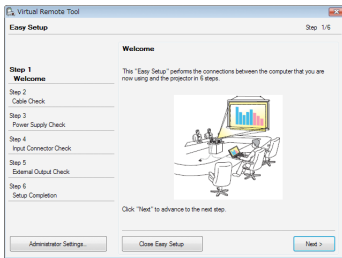 Virtual Remote Tool
Easy Setup
Step 1/6
Step 1
Welcome
Step 2
Cable Check
Step 3
Power Supply Check
Step 4
Input Connector Check
Step 5
External Output Check
Step 6
Setup Completion
Welcome
This "Easy Setup" performs the connections between the computer that you are
now using and the projector in 6 steps.
Click "Next" to advance to the next step.
Administrator Settings...
Close Easy Setup
Next >